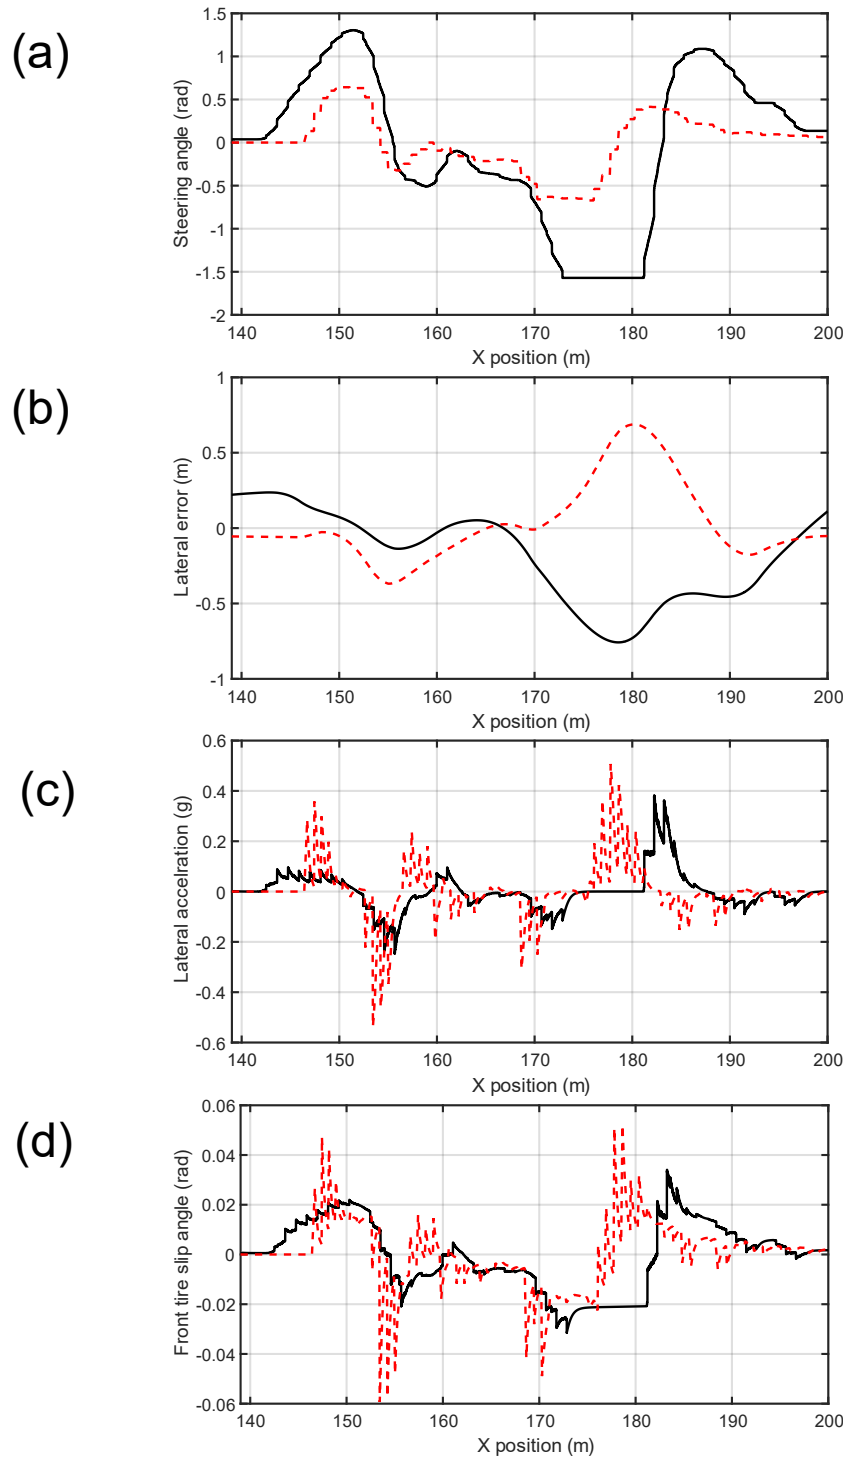 (a)
Steering angle (rad)
1.5
1
0.5
0
-0.5
-1
-1.5
-2
140 150 160 170 180 190 200
X position (m)
(b)
Lateral error (m)
1
0.5
0
-0.5
-1
140 150 160 170 180 190 200
X position (m)
(c)
Lateral accelration (g)
0.6
0.4
0.2
0
-0.2
-0.4
-0.6
140 150 160 170 180 190 200
X position (m)
(d)
Front tire slip angle (rad)
0.06
0.04
0.02
0
-0.02
-0.04
-0.06
140 150 160 170 180 190 200
X position (m)